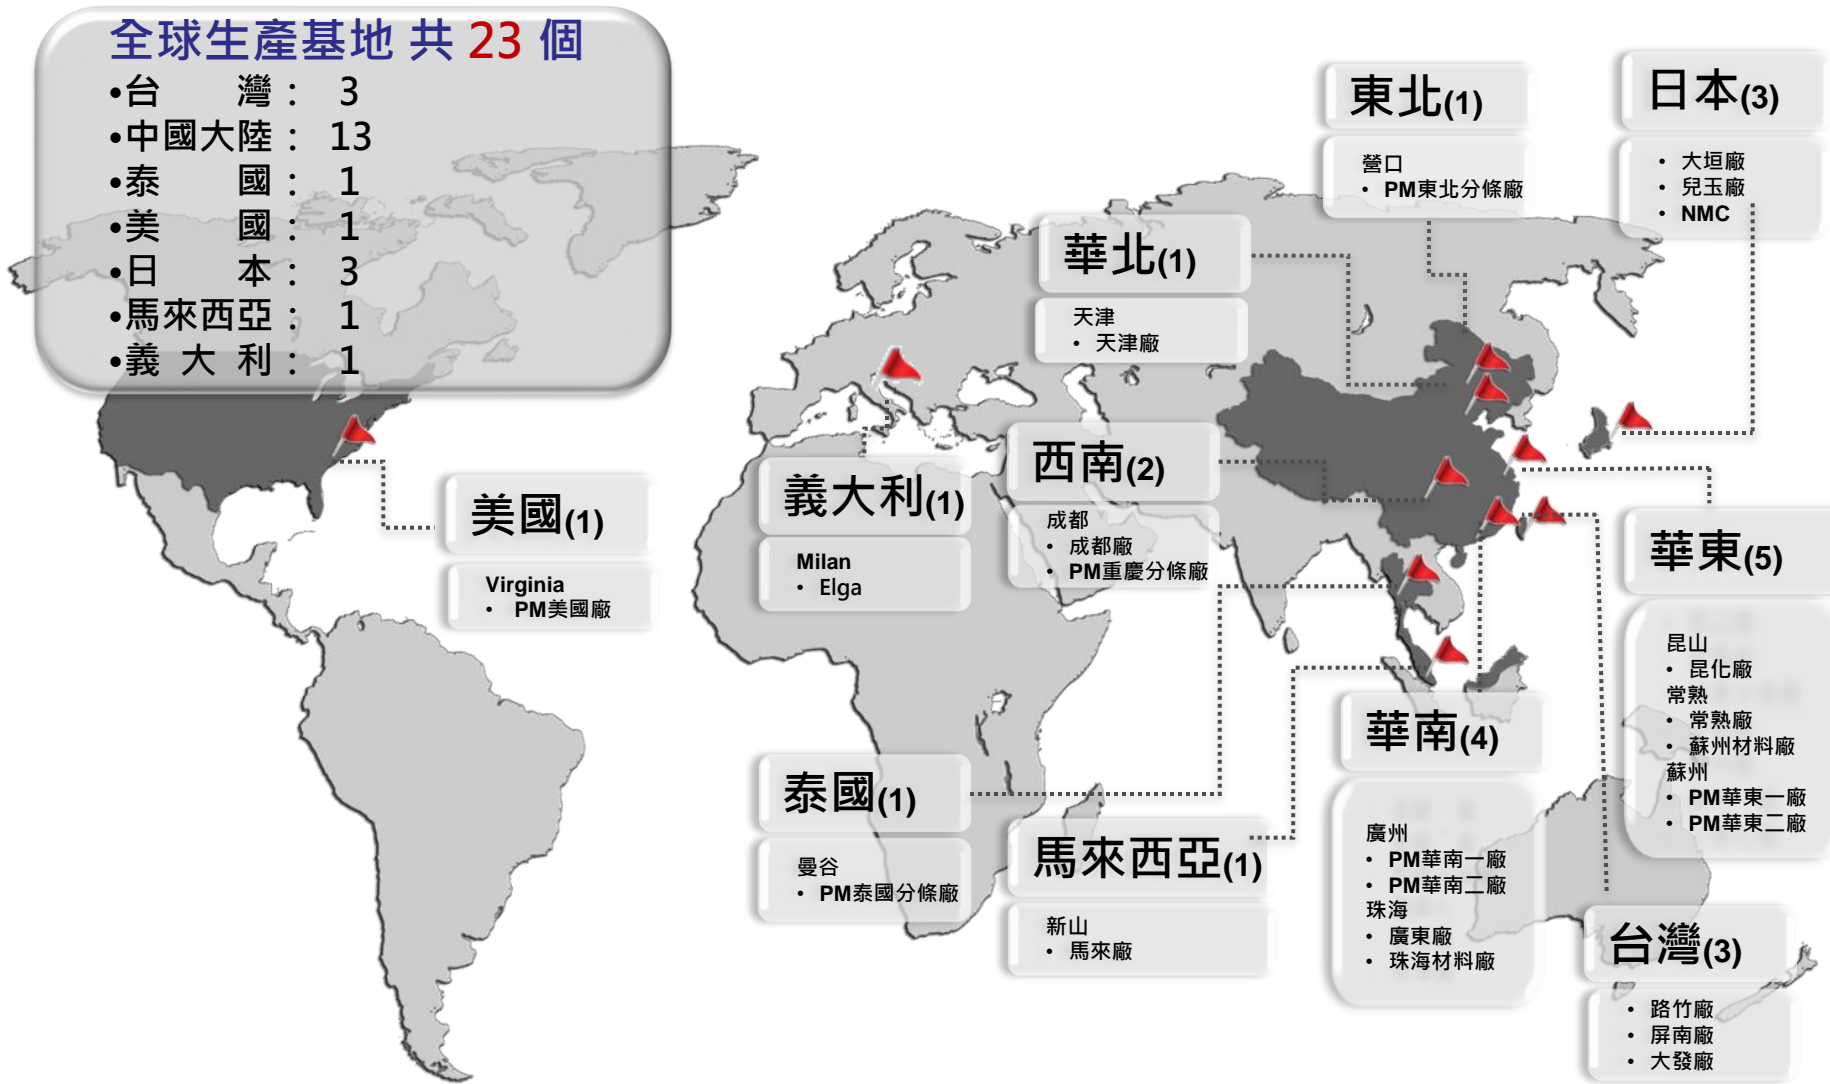 全球生產基地 共 23 個
•台灣： 3
•中國大陸： 13
•泰國： 1
•美國： 1
•日本： 3
•馬來西亞： 1
•義大利： 1
東北(1)
營口
• PM東北分條廠
日本(3)
• 大垣廠
• 兒玉廠
• NMC
華北(1)
天津
• 天津廠
西南(2)
成都
• 成都廠
• PM重慶分條廠
義大利(1)
Milan
• Elga
美國(1)
Virginia
• PM美國廠
華東(5)
昆山
• 昆化廠
常熟
• 常熟廠
• 蘇州材料廠
蘇州
• PM華東一廠
• PM華東二廠
華南(4)
廣州
• PM華南一廠
• PM華南二廠
珠海
• 廣東廠
• 珠海材料廠
泰國(1)
曼谷
• PM泰國分條廠
馬來西亞(1)
新山
• 馬來廠
台灣(3)
• 路竹廠
• 屏南廠
• 大發廠